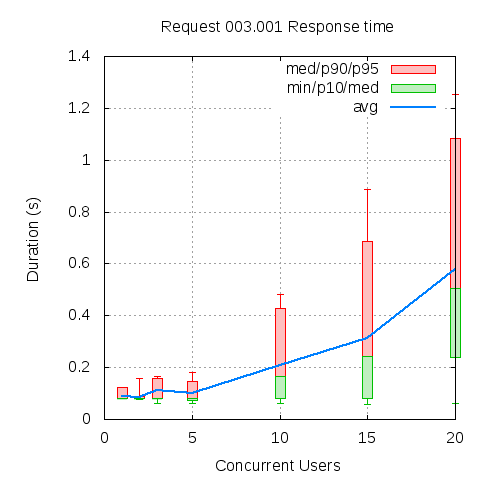 Request 003.001 Response time
med/p90/p95
min/p10/med
avg
1.4
1.2
1
0.8
0.6
0.4
0.2
0
Duration (s)
0 5 10 15 20
Concurrent Users